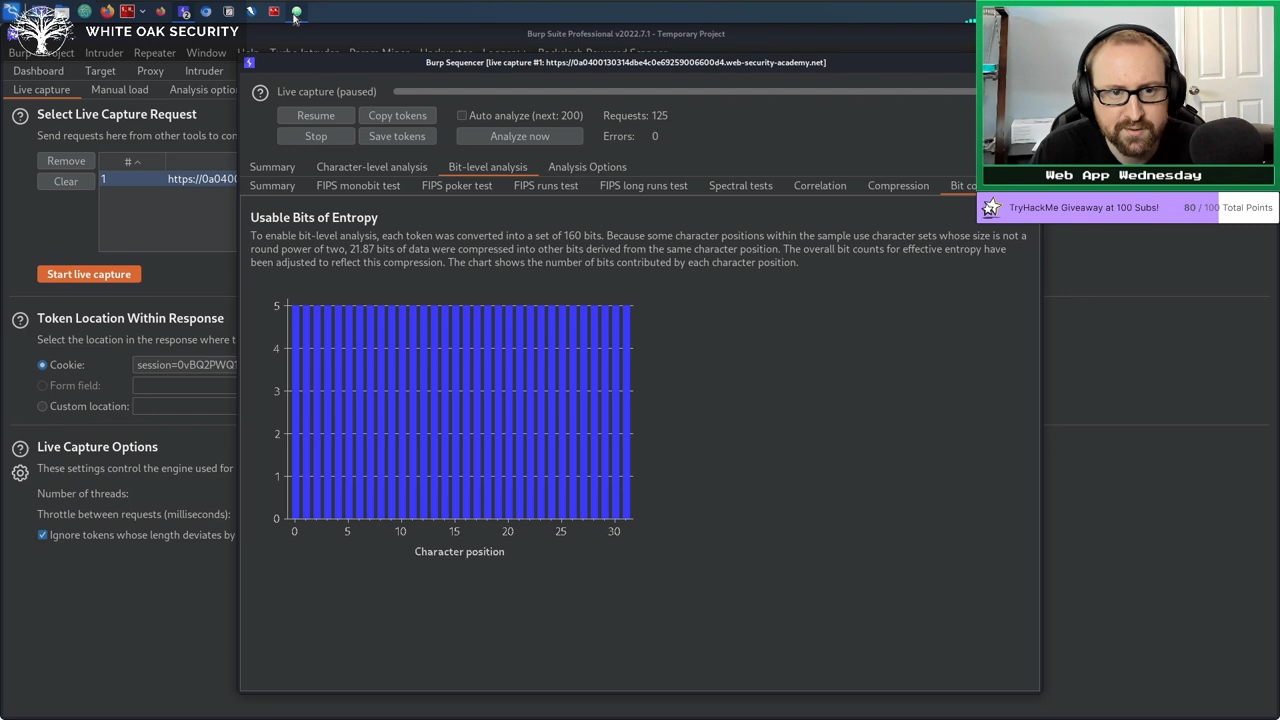 WHITE OAK SECURITY
Burp Suite Professional v2022.7.1 - Temporary Project
Burp Project Intruder Repeater Window
Dashboard Target Proxy Intruder
Live capture Manual load Analysis optio
Select Live Capture Request
Send requests here from other tools to con
Remove # 
Clear 1 https://0a0400
Start live capture
Token Location Within Response
Select the location in the response where t
Cookie: session=0vBQ2PWQ1
Form field:
Custom location:
Live Capture Options
These settings control the engine used for
Number of threads:
Throttle between requests (milliseconds):
Ignore tokens whose length deviates by
Burp Sequencer [live capture #1: https://0a0400130314dbe4c0e69259006600d4.web-security-academy.net]
Live capture (paused)
Resume Copy tokens Auto analyze (next: 200) Requests: 125
Stop Save tokens Analyze now Errors: 0
Summary Character-level analysis Bit-level analysis Analysis Options
Summary FIPS monobit test FIPS poker test FIPS runs test FIPS long runs test Spectral tests Correlation Compression Bit co
Usable Bits of Entropy
To enable bit-level analysis, each token was converted into a set of 160 bits. Because some character positions within the sample use character sets whose size is not a
round power of two, 21.87 bits of data were compressed into other bits derived from the same character position. The overall bit counts for effective entropy have
been adjusted to reflect this compression. The chart shows the number of bits contributed by each character position.
5
4
3
2
1
0
0 5 10 15 20 25 30
Character position
Web App Wednesday
TryHackMe Giveaway at 100 Subs! 80 / 100 Total Points